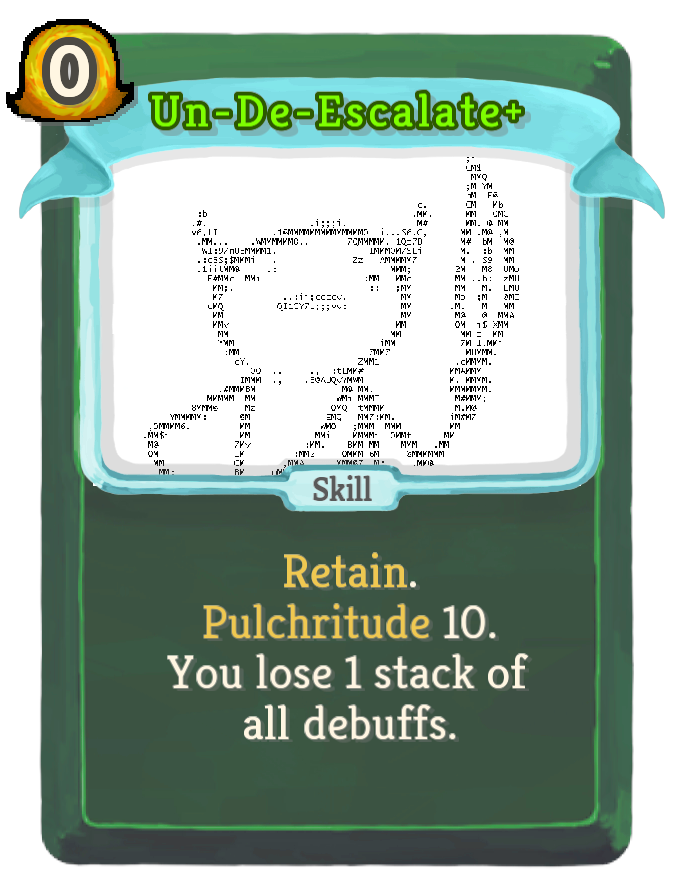 0
Un-De-Escalate+
Skill
Retain.
Pulchritude 10.
You lose 1 stack of
all debuffs.